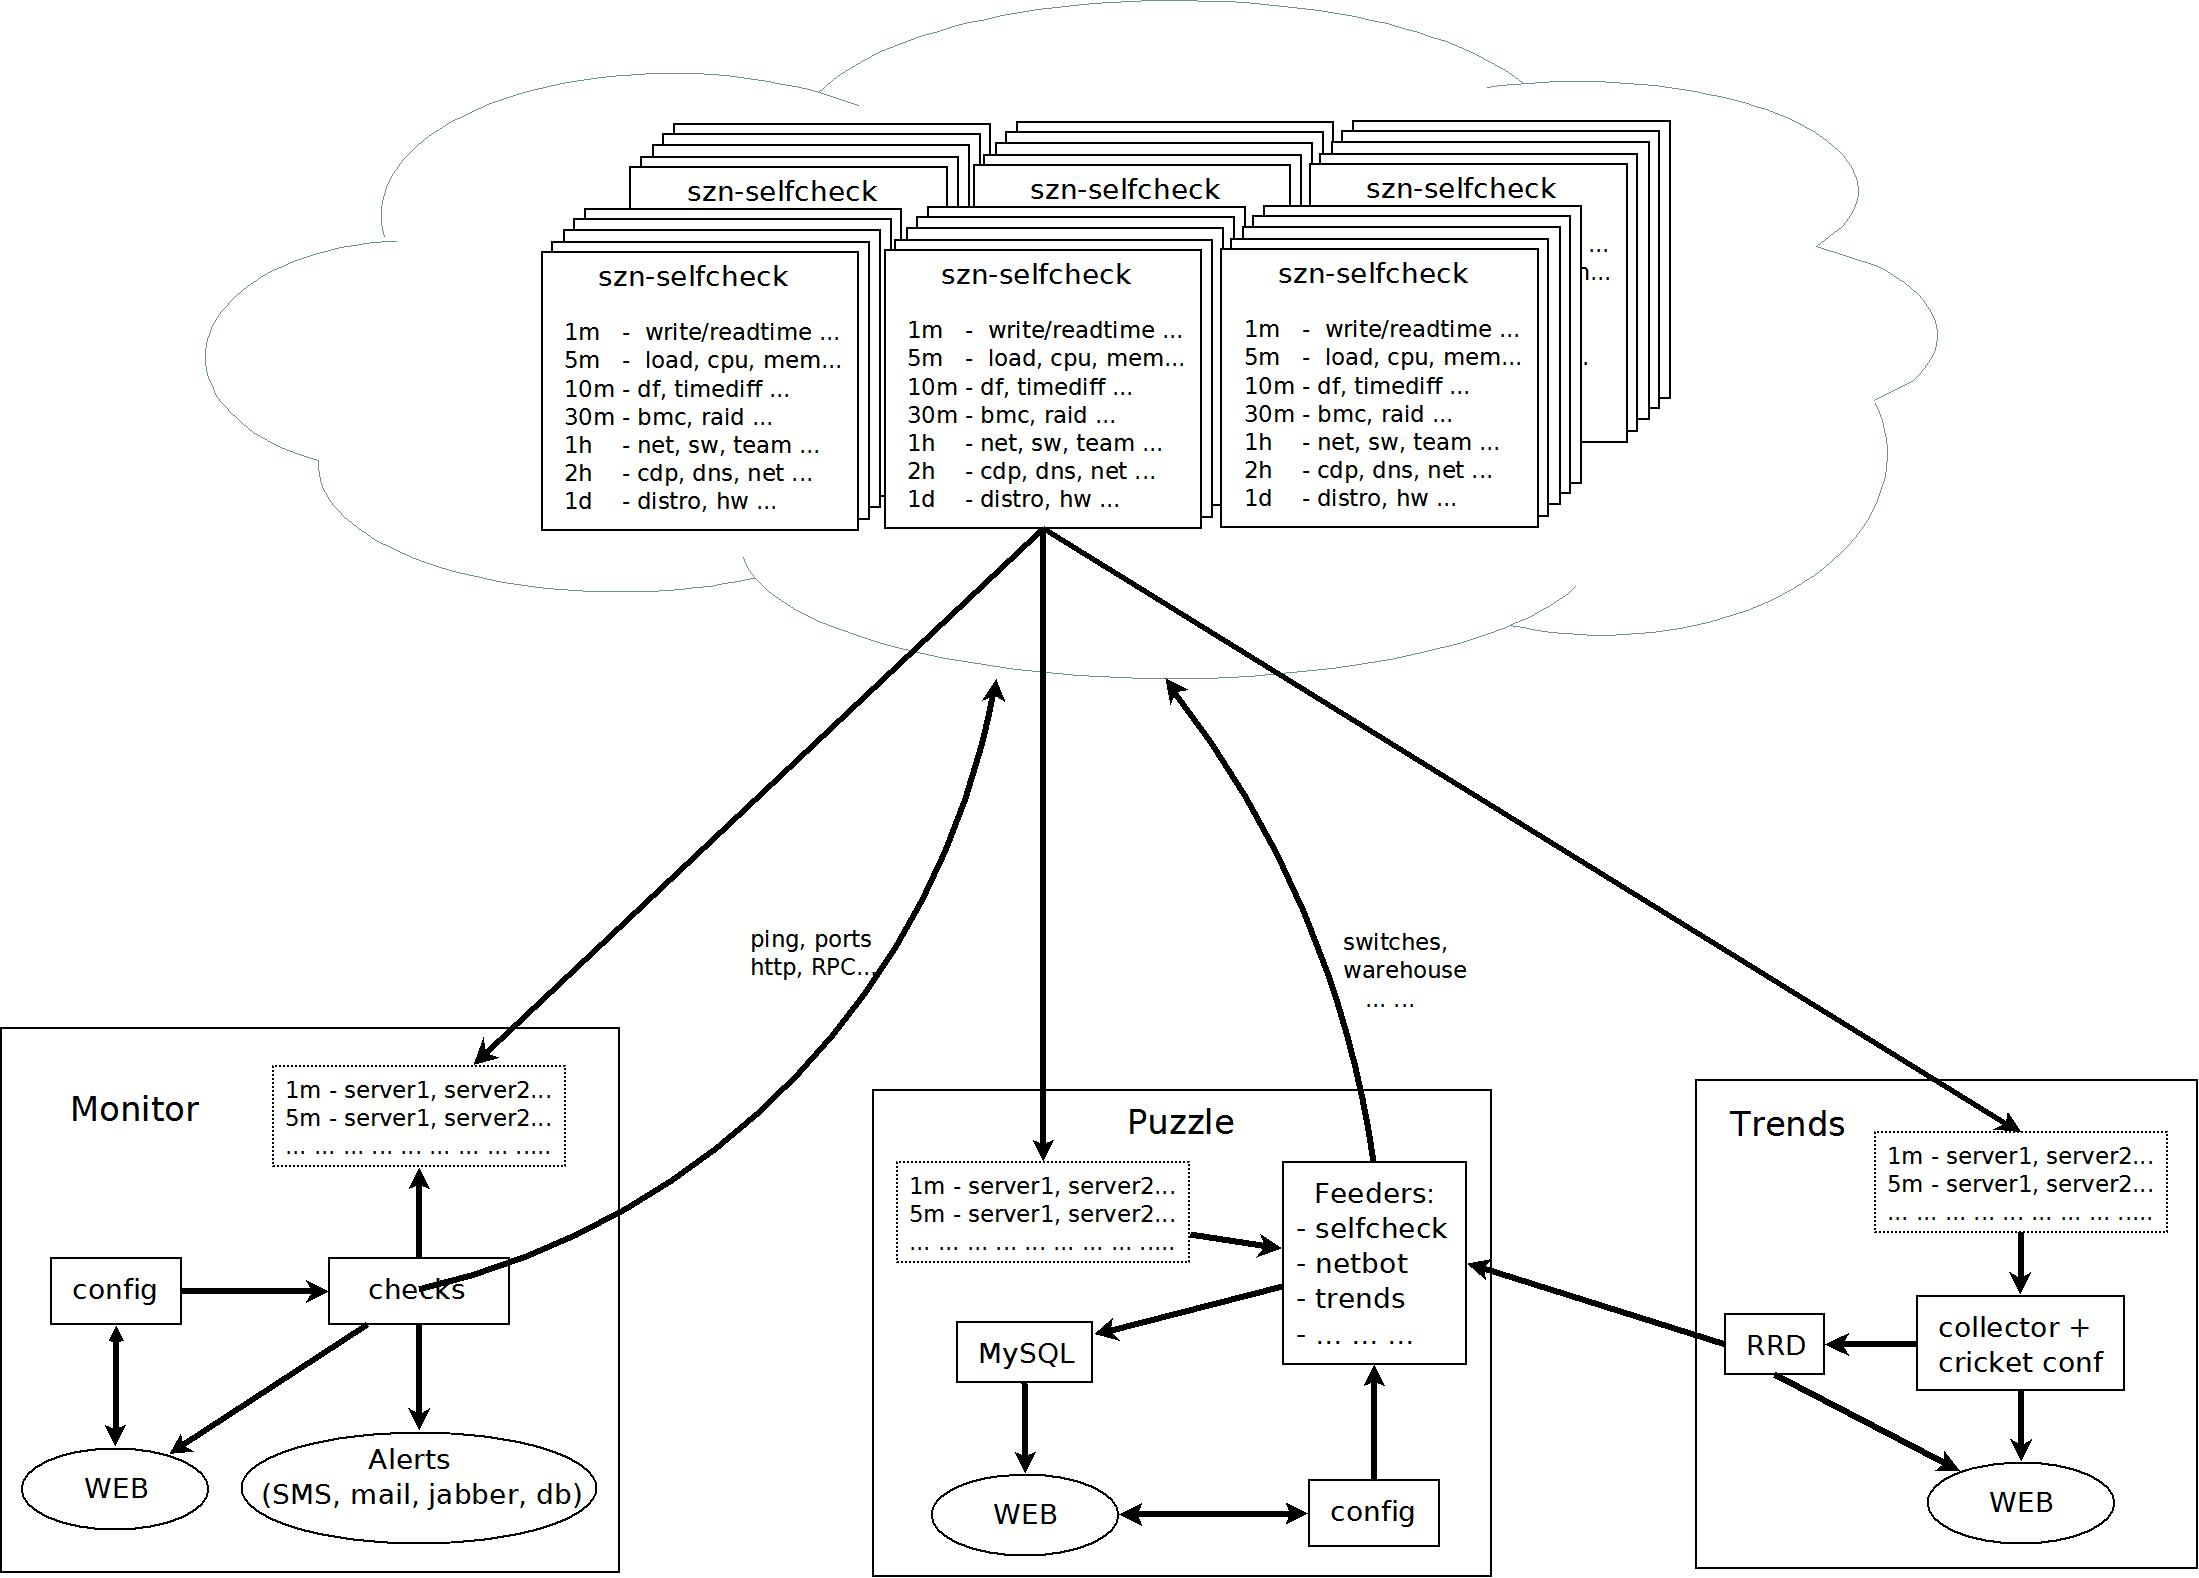 szn-selfcheck
szn-selfcheck
szn-selfcheck
...
...
szn-selfcheck
1m - write/readtime ...
5m - load, cpu, mem...
10m - df, timediff ...
30m - bmc, raid ...
1h - net, sw, team ...
2h - cdp, dns, net ...
1d - distro, hw ...
szn-selfcheck
1m - write/readtime ...
5m - load, cpu, mem...
10m - df, timediff ...
30m - bmc, raid ...
1h - net, sw, team ...
2h - cdp, dns, net ...
1d - distro, hw ...
szn-selfcheck
1m - write/readtime ...
5m - load, cpu, mem...
10m - df, timediff ...
30m - bmc, raid ...
1h - net, sw, team ...
2h - cdp, dns, net ...
1d - distro, hw ...
ping, ports
http, RPC...
switches,
warehouse
... ...
Monitor
1m - server1, server2...
5m - server1, server2...
... ... ... ... ... ... ... ... .....
config
checks
WEB
Alerts
(SMS, mail, jabber, db)
Puzzle
1m - server1, server2...
5m - server1, server2...
... ... ... ... ... ... ... ... .....
Feeders:
- selfcheck
- netbot
- trends
- ... ... ...
MySQL
WEB
config
Trends
1m - server1, server2...
5m - server1, server2...
... ... ... ... ... ... ... ... .....
RRD
collector +
cricket conf
WEB